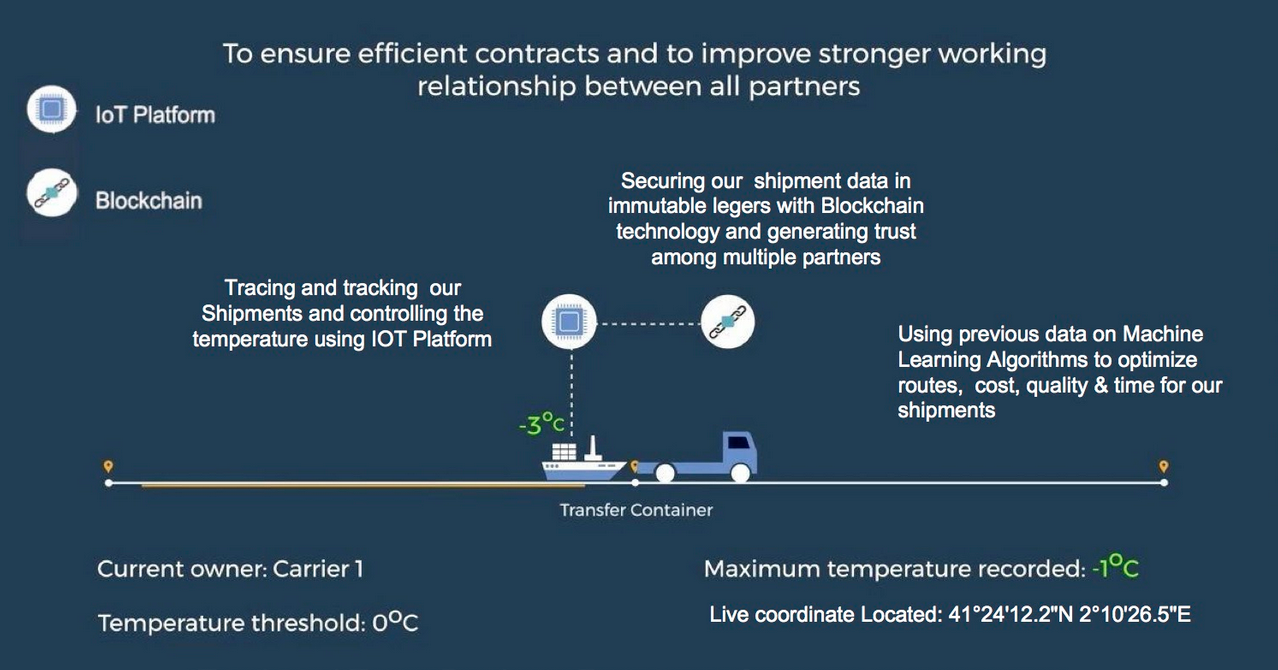 To ensure efficient contracts and to improve stronger working
relationship between all partners
IoT Platform
Blockchain
Securing our shipment data in
immutable legers with Blockchain
technology and generating trust
among multiple partners
Tracing and tracking our
Shipments and controlling the
temperature using IOT Platform
Using previous data on Machine
Learning Algorithms to optimize
routes, cost, quality & time for our
shipments
-3°C
Transfer Container
Current owner: Carrier 1
Maximum temperature recorded: -1°C
Temperature threshold: 0°C
Live coordinate Located: 41°24'12.2"N 2°10'26.5"E